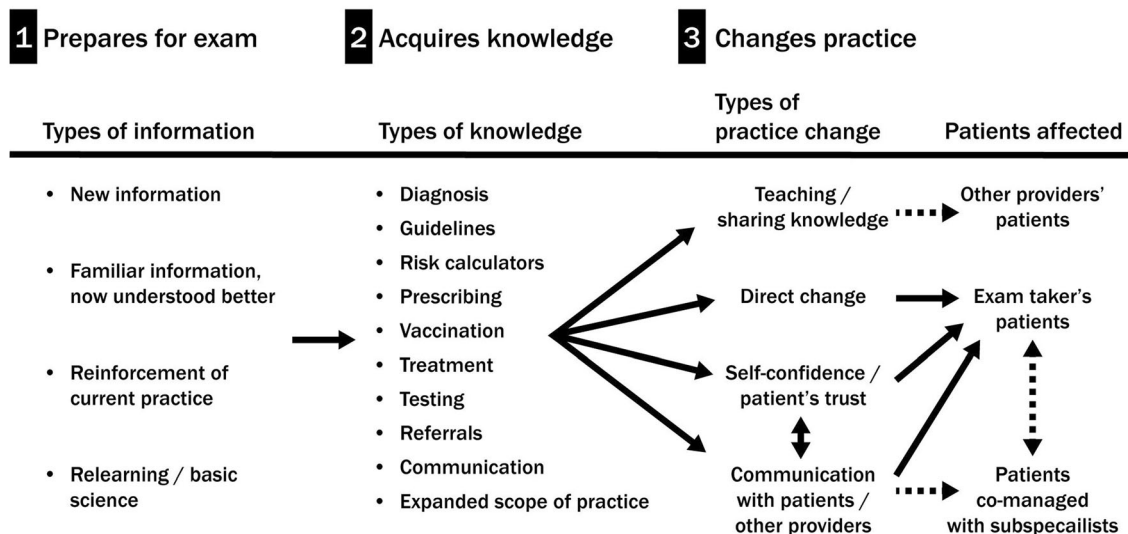 1 Prepares for exam
2 Acquires knowledge
3 Changes practice
Types of information
Types of knowledge
Types of
practice change
Patients affected
• New information
• Familiar information,
now understood better
• Reinforcement of
current practice
• Relearning / basic
science
• Diagnosis
• Guidelines
• Risk calculators
• Prescribing
• Vaccination
• Treatment
• Testing
• Referrals
• Communication
• Expanded scope of practice
Teaching /
sharing knowledge
Direct change
Self-confidence /
patient's trust
Communication
with patients /
other providers
Other providers'
patients
Exam taker's
patients
Patients
co-managed
with subspecailists